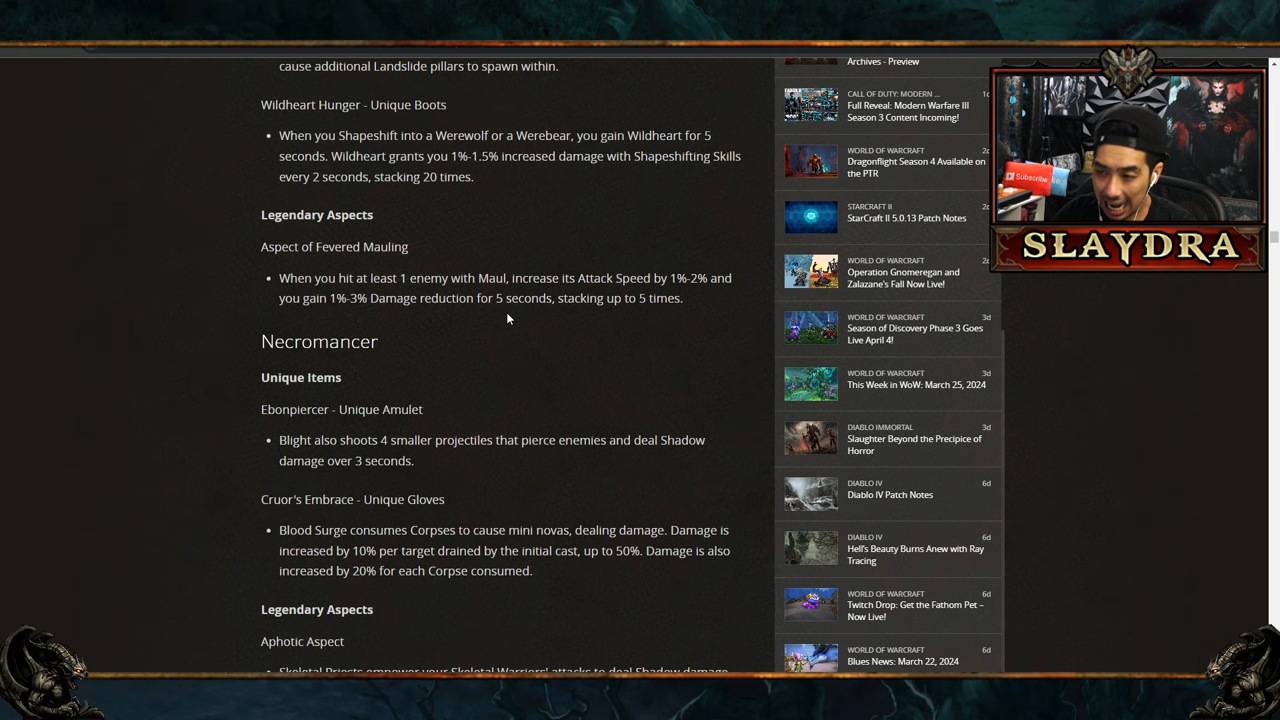 cause additional Landslide pillars to spawn within.
Wildheart Hunger - Unique Boots
• When you Shapeshift into a Werewolf or a Werebear, you gain Wildheart for 5
seconds. Wildheart grants you 1%-1.5% increased damage with Shapeshifting Skills
every 2 seconds, stacking 20 times.
Legendary Aspects
Aspect of Fevered Mauling
• When you hit at least 1 enemy with Maul, increase its Attack Speed by 1%-2% and
you gain 1%-3% Damage reduction for 5 seconds, stacking up to 5 times.
Necromancer
Unique Items
Ebonpiercer - Unique Amulet
• Blight also shoots 4 smaller projectiles that pierce enemies and deal Shadow
damage over 3 seconds.
Cruor's Embrace - Unique Gloves
• Blood Surge consumes Corpses to cause mini novas, dealing damage. Damage is
increased by 10% per target drained by the initial cast, up to 50%. Damage is also
increased by 20% for each Corpse consumed.
Legendary Aspects
Aphotic Aspect
• Skeletal Priests empower your Skeletal Warriors' attacks to deal Shadow damage
Archives - Preview
CALL OF DUTY: MODERN ...
Full Reveal: Modern Warfare III
Season 3 Content Incoming!
WORLD OF WARCRAFT
Dragonflight Season 4 Available on
the PTR
STARCRAFT II
StarCraft II 5.0.13 Patch Notes
WORLD OF WARCRAFT
Operation Gnomeregan and
Zalazane's Fall Now Live!
WORLD OF WARCRAFT 3d
Season of Discovery Phase 3 Goes
Live April 4!
WORLD OF WARCRAFT 3d
This Week in WoW: March 25, 2024
DIABLO IMMORTAL 3d
Slaughter Beyond the Precipice of
Horror
DIABLO IV 6d
Diablo IV Patch Notes
DIABLO IV 6d
Hell's Beauty Burns Anew with Ray
Tracing
WORLD OF WARCRAFT 6d
Twitch Drop: Get the Fathom Pet –
Now Live!
WORLD OF WARCRAFT 6d
Blues News: March 22, 2024
Subscribe
SLAYDRA